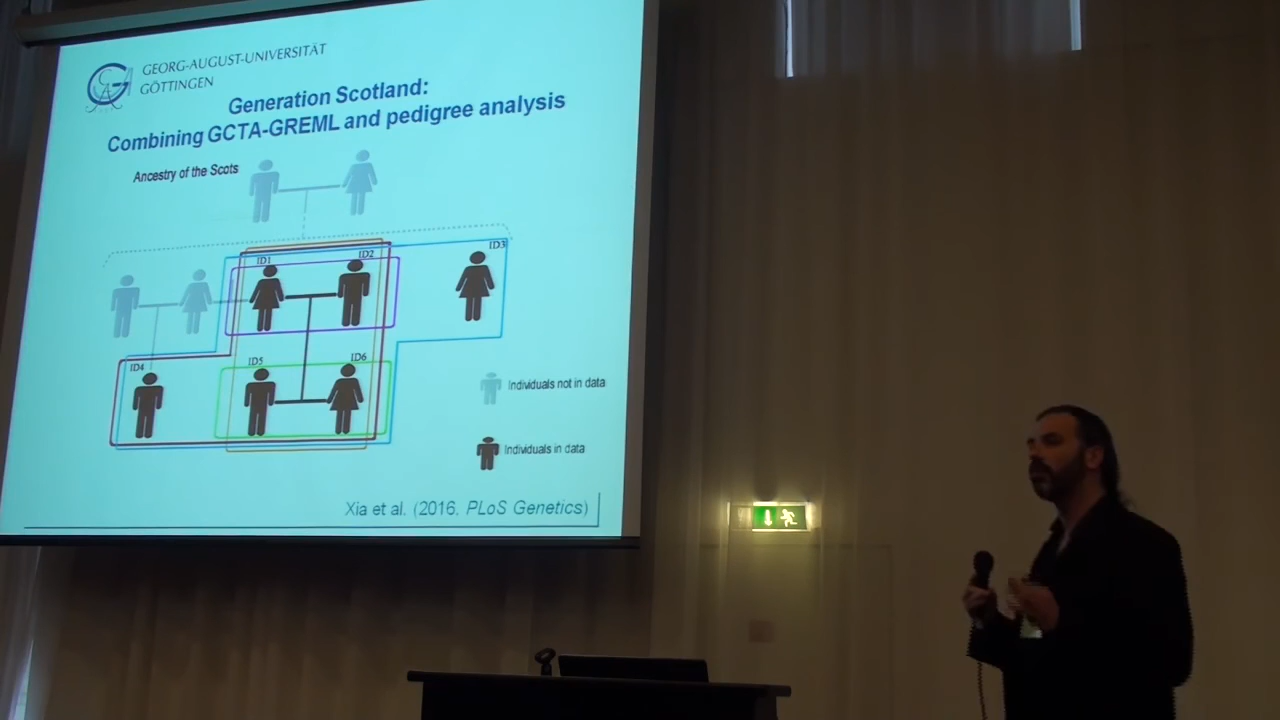 GEORG-AUGUST-UNIVERSITÄT
GÖTTINGEN
Generation Scotland:
Combining GCTA-GREML and pedigree analysis
Ancestry of the Scots
ID1
ID2
ID3
ID4
ID5
ID6
Individuals not in data
Individuals in data
Xia et al. (2016, PLoS Genetics)